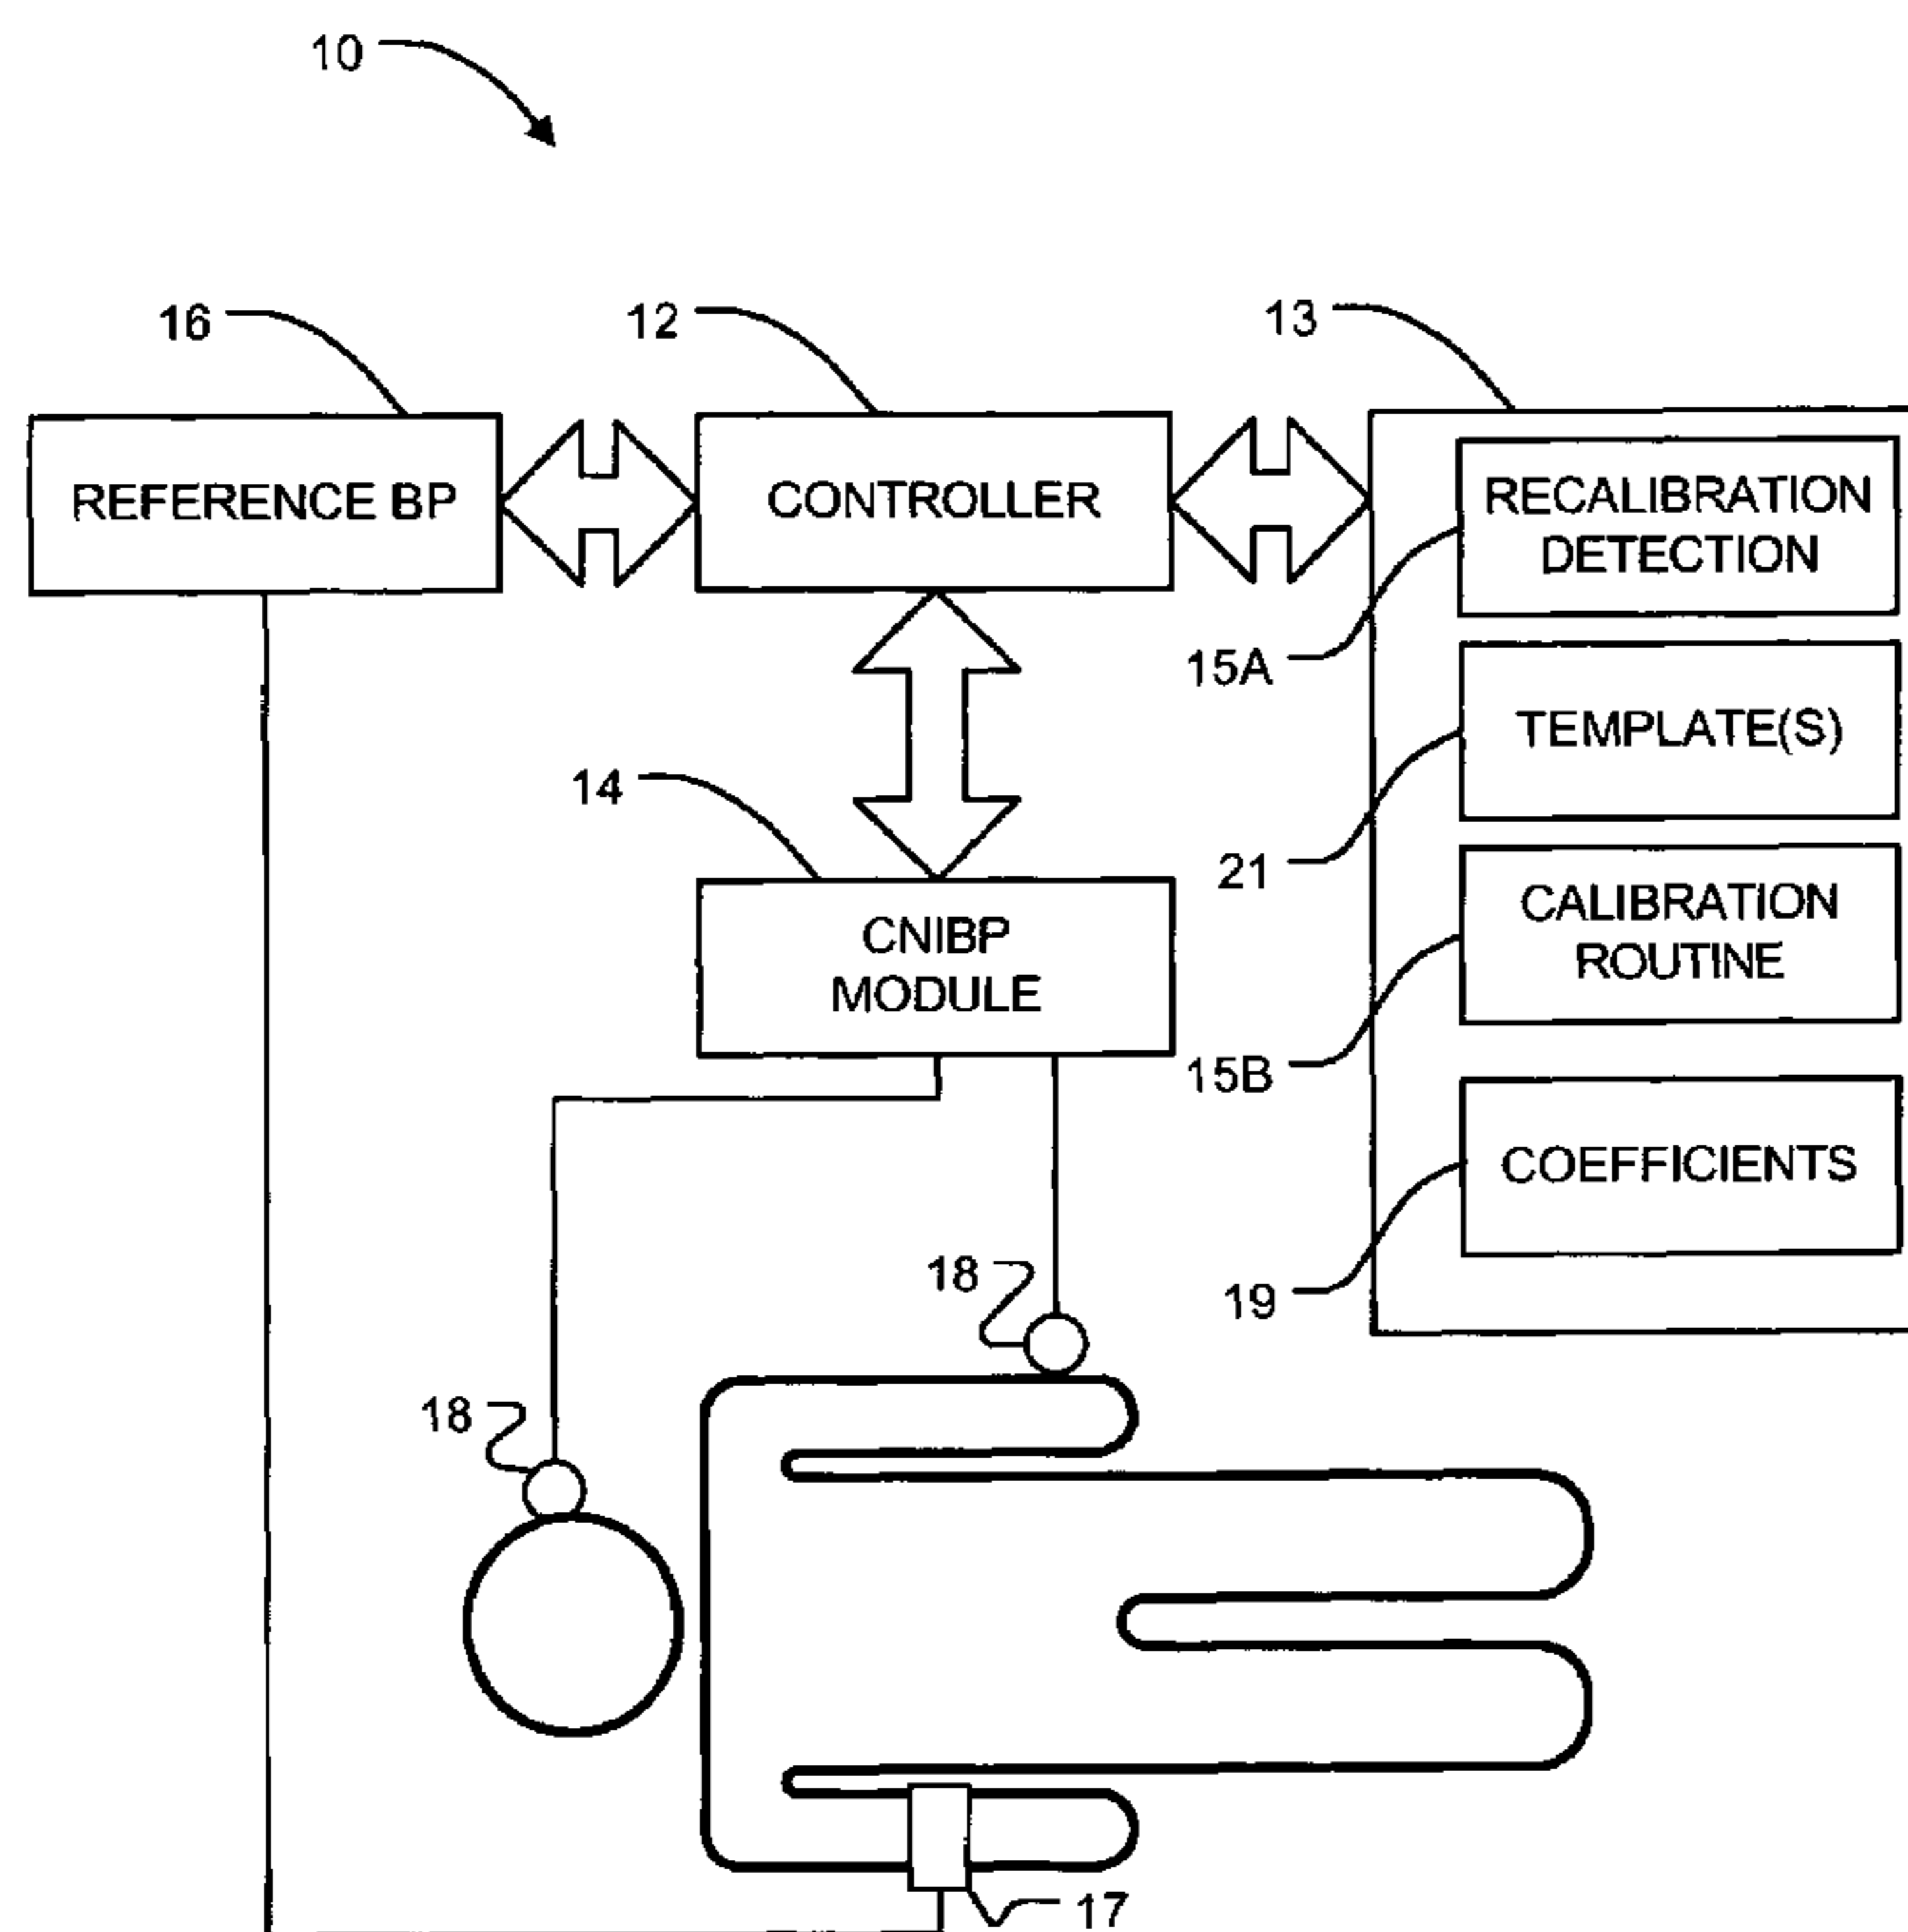 10
16
12
13
REFERENCE BP
CONTROLLER
RECALIBRATION
DETECTION
15A
TEMPLATE(S)
14
21
CNIBP
MODULE
CALIBRATION
ROUTINE
15B
COEFFICIENTS
18
19
18
17